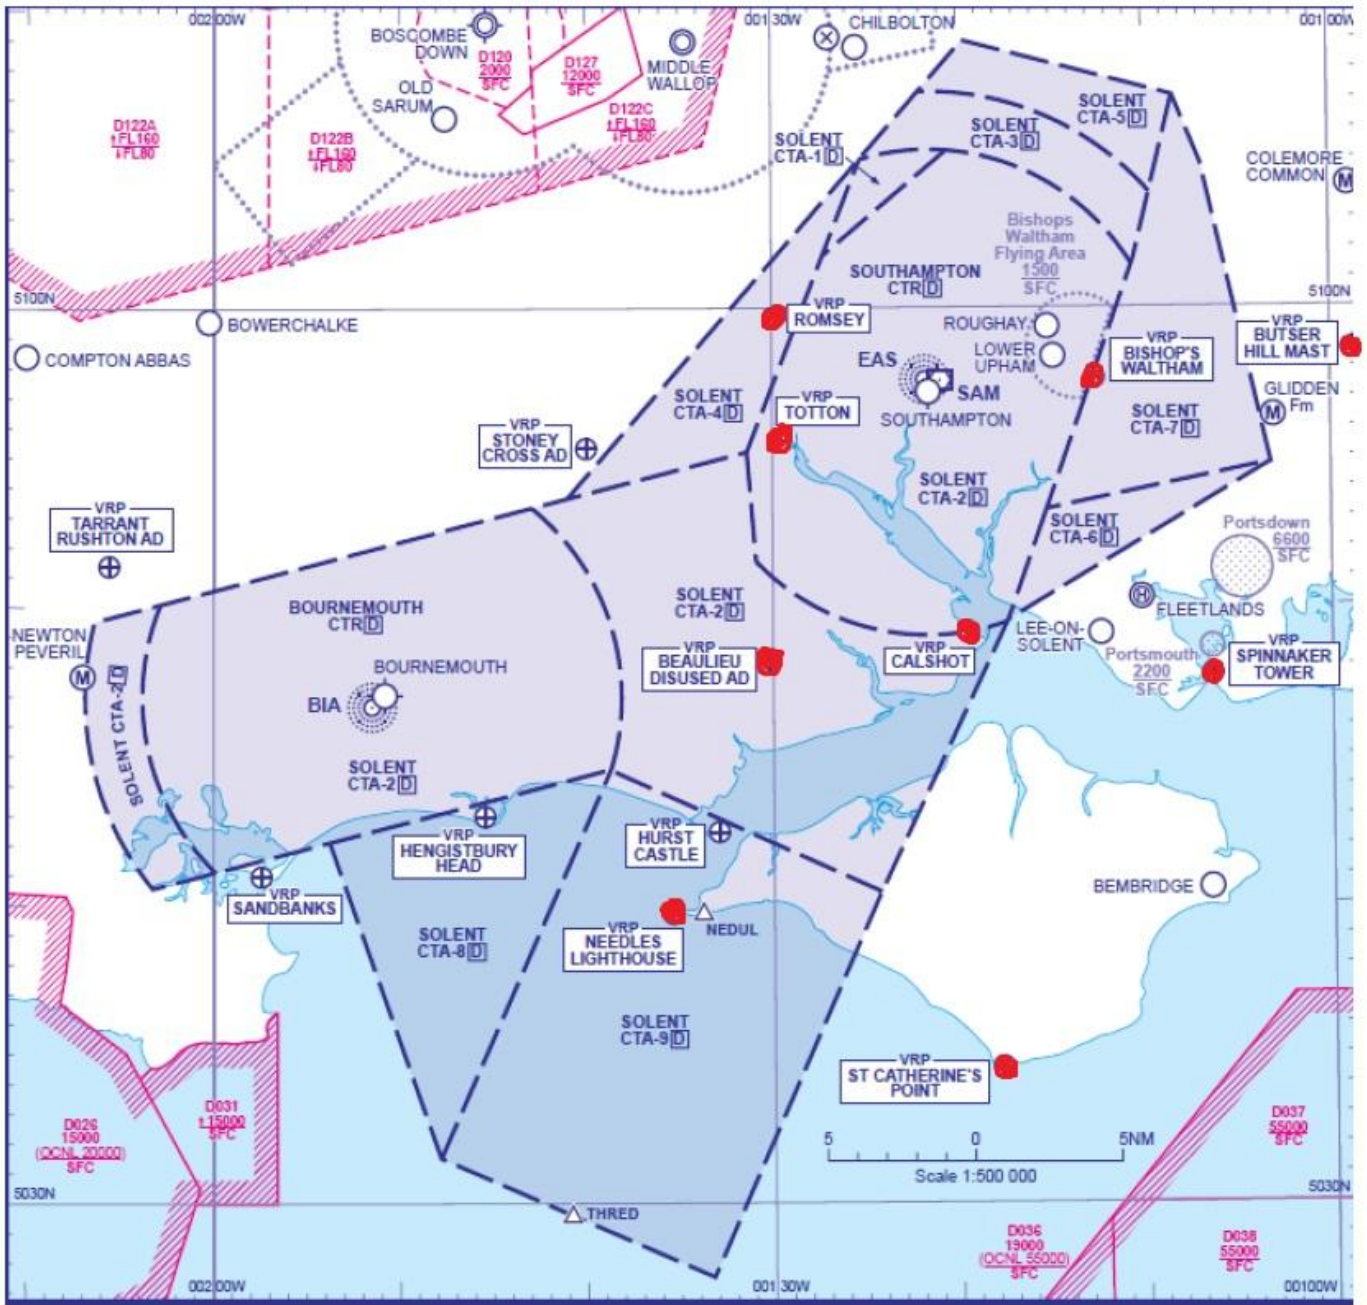 002°00'W
001°30'W
001°00'W
BOSCOMBE
DOWN
D120
2000
SFC
D127
12000
SFC
MIDDLE
WALLOP
CHILBOLTON
OLD
SARUM
D122A
↑FL160
↓FL80
D122B
↑FL160
↓FL80
D122C
↑FL160
↓FL80
SOLENT
CTA-5 D
SOLENT
CTA-3 D
SOLENT
CTA-1 D
COLEMORE
COMMON
M
Bishops
Waltham
Flying Area
1500
SFC
SOUTHAMPTON
CTR D
5100N
5100N
BOWERCHALKE
COMPTON ABBAS
VRP
ROMSEY
ROUGHAY
LOWER
UPHAM
VRP
BISHOP'S
WALTHAM
VRP
BUTSER
HILL MAST
EAS
SAM
SOUTHAMPTON
GLIDDEN
Fm
M
SOLENT
CTA-4 D
VRP
TOTTON
SOLENT
CTA-7 D
VRP
STONEY
CROSS AD
SOLENT
CTA-2 D
VRP
TARRANT
RUSHTON AD
SOLENT
CTA-6 D
Portsdown
6600
SFC
BOURNEMOUTH
CTR D
SOLENT
CTA-2 D
H
FLEETLANDS
NEWTON
PEVERIL
M
LEE-ON-
SOLENT
VRP
CALSHOT
VRP
BEAULIEU
DISUSED AD
Portsmouth
2200
SFC
VRP
SPINNAKER
TOWER
BOURNEMOUTH
BIA
SOLENT CTA-2 D
SOLENT
CTA-2 D
VRP
HENGISTBURY
HEAD
VRP
HURST
CASTLE
VRP
SANDBANKS
BEMBRIDGE
NEDUL
VRP
NEEDLES
LIGHTHOUSE
SOLENT
CTA-8 D
SOLENT
CTA-9 D
VRP
ST CATHERINE'S
POINT
D026
15000
(OCNL 20000)
SFC
D031
↑15000
SFC
D037
55000
SFC
5 0 5NM
Scale 1:500 000
5030N
5030N
THRED
D036
19000
(OCNL 55000)
SFC
D038
55000
SFC
002°00'W
001°30'W
00100W